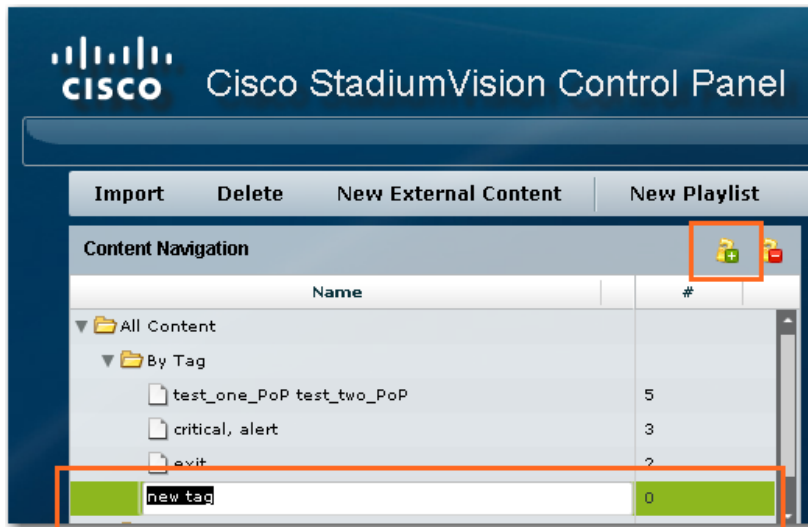 CISCO Cisco StadiumVision Control Panel
Import Delete New External Content New Playlist
Content Navigation
Name #
All Content
By Tag
test_one_PoP test_two_PoP 5
critical, alert 3
exit
new tag 0